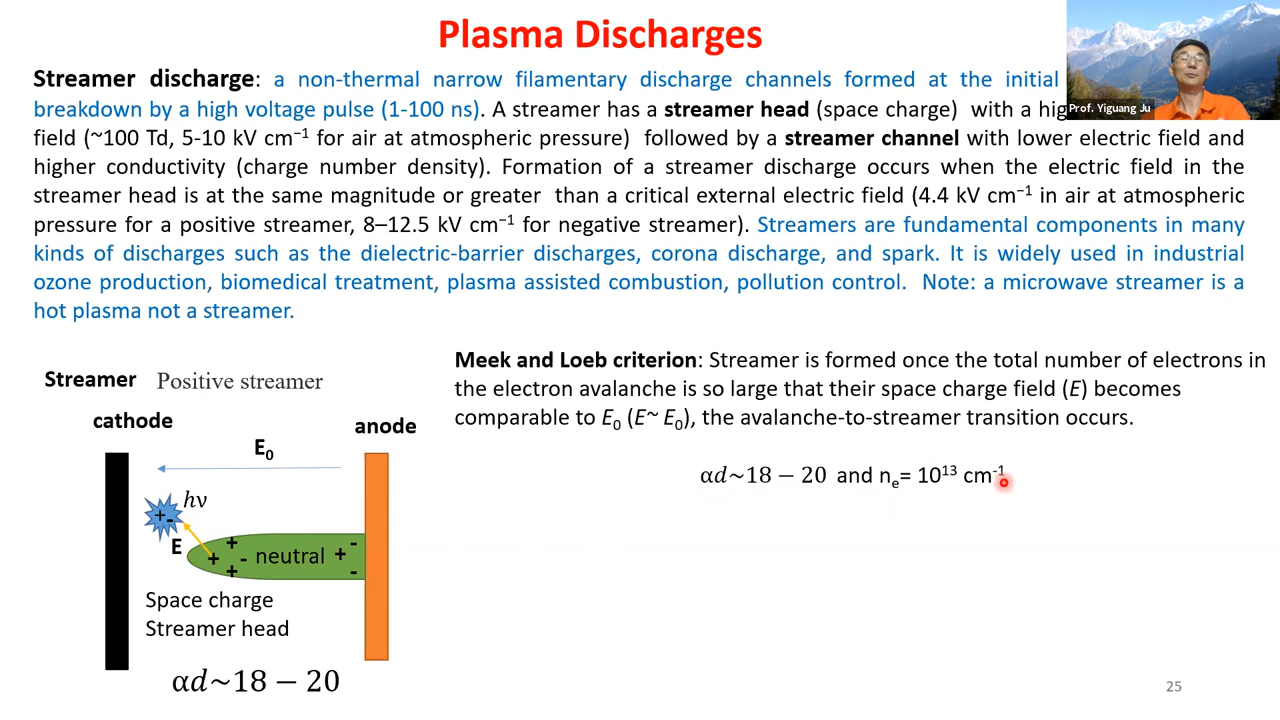 Plasma Discharges
Streamer discharge: a non-thermal narrow filamentary discharge channels formed at the initial
breakdown by a high voltage pulse (1-100 ns). A streamer has a streamer head (space charge) with a hig
Prof. Yiguang Ju
field (~100 Td, 5-10 kV cm⁻¹ for air at atmospheric pressure) followed by a streamer channel with lower electric field and
higher conductivity (charge number density). Formation of a streamer discharge occurs when the electric field in the
streamer head is at the same magnitude or greater than a critical external electric field (4.4 kV cm⁻¹ in air at atmospheric
pressure for a positive streamer, 8–12.5 kV cm⁻¹ for negative streamer). Streamers are fundamental components in many
kinds of discharges such as the dielectric-barrier discharges, corona discharge, and spark. It is widely used in industrial
ozone production, biomedical treatment, plasma assisted combustion, pollution control. Note: a microwave streamer is a
hot plasma not a streamer.
Meek and Loeb criterion: Streamer is formed once the total number of electrons in
the electron avalanche is so large that their space charge field (E) becomes
comparable to E₀ (E~ E₀), the avalanche-to-streamer transition occurs.
αd~18 − 20 and nₑ= 10¹³ cm⁻¹
Streamer Positive streamer
cathode
anode
E₀
hν
+-
E
+ + - neutral + -
+ -
Space charge
Streamer head
αd~18 − 20
25